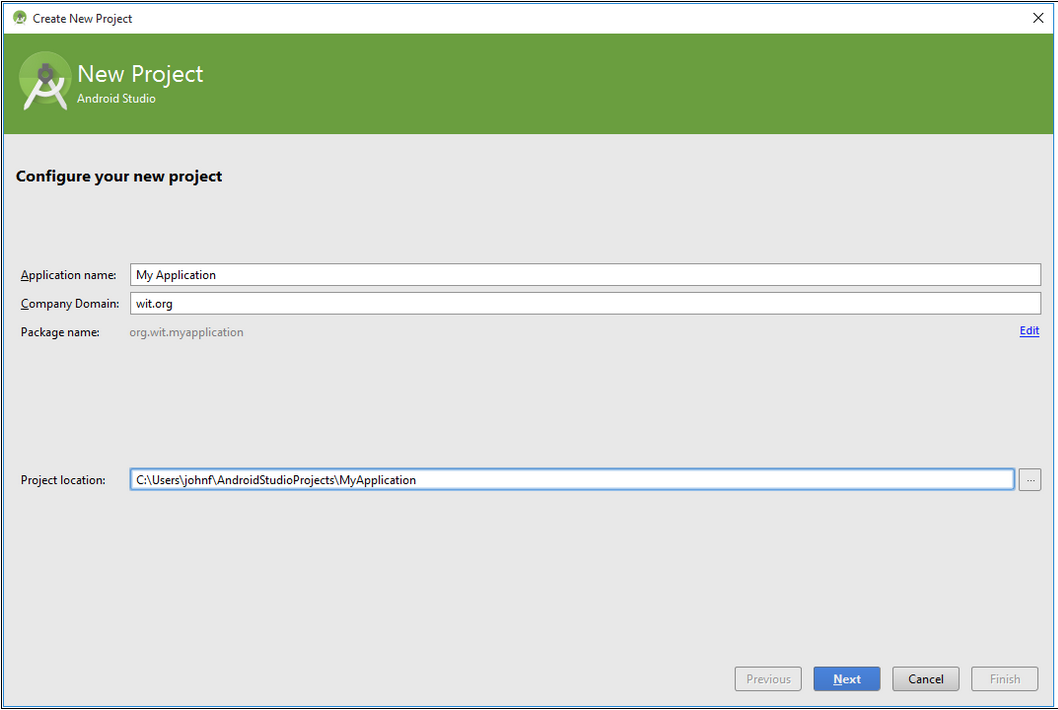 Create New Project
New Project
Android Studio
Configure your new project
Application name: My Application
Company Domain: wit.org
Package name: org.wit.myapplication Edit
Project location: C:\Users\johnf\AndroidStudioProjects\MyApplication ...
Previous Next Cancel Finish